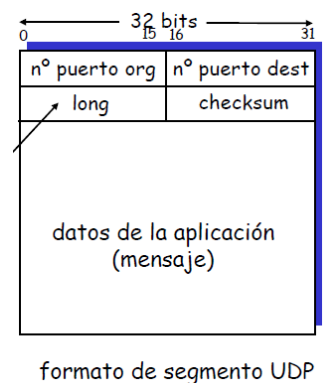 32 bits
0 15 16 31
nº puerto org nº puerto dest
long checksum
datos de la aplicación
(mensaje)
formato de segmento UDP